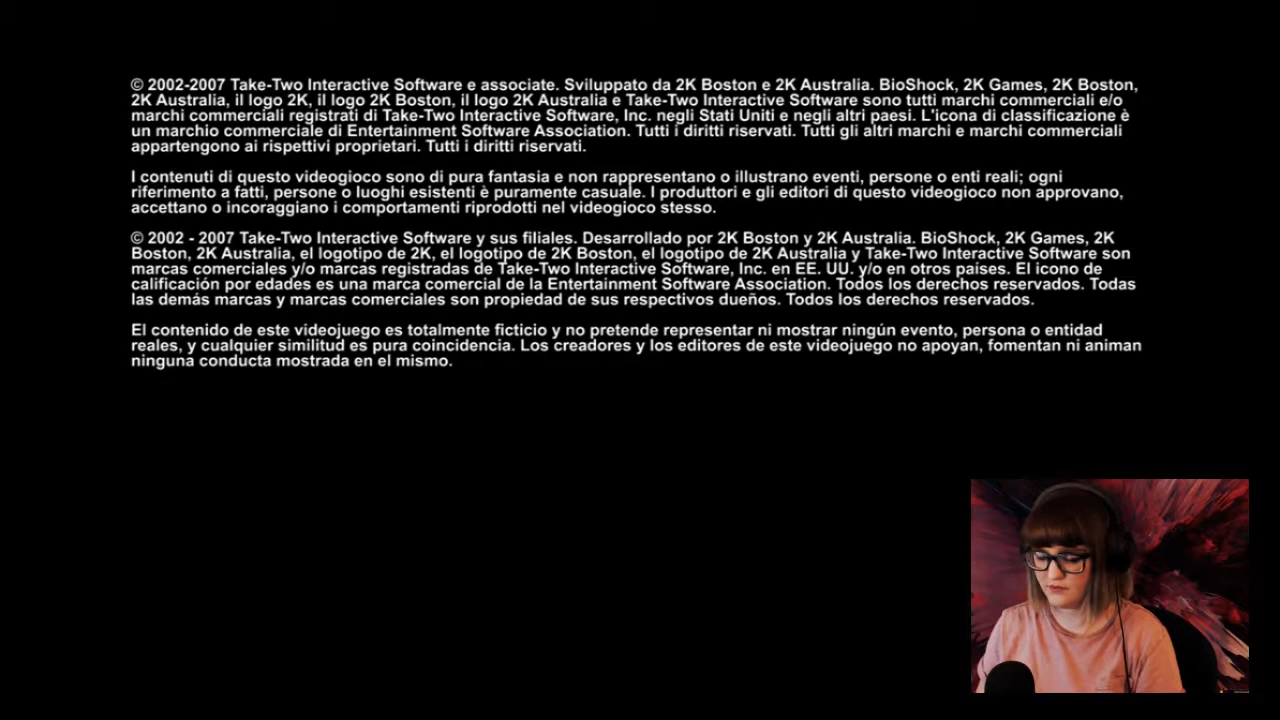 © 2002-2007 Take-Two Interactive Software e associate. Sviluppato da 2K Boston e 2K Australia. BioShock, 2K Games, 2K Boston,
2K Australia, il logo 2K, il logo 2K Boston, il logo 2K Australia e Take-Two Interactive Software sono tutti marchi commerciali e/o
marchi commerciali registrati di Take-Two Interactive Software, Inc. negli Stati Uniti e negli altri paesi. L'icona di classificazione è
un marchio commerciale di Entertainment Software Association. Tutti i diritti riservati. Tutti gli altri marchi e marchi commerciali
appartengono ai rispettivi proprietari. Tutti i diritti riservati.
I contenuti di questo videogioco sono di pura fantasia e non rappresentano o illustrano eventi, persone o enti reali; ogni
riferimento a fatti, persone o luoghi esistenti è puramente casuale. I produttori e gli editori di questo videogioco non approvano,
accettano o incoraggiano i comportamenti riprodotti nel videogioco stesso.
© 2002 - 2007 Take-Two Interactive Software y sus filiales. Desarrollado por 2K Boston y 2K Australia. BioShock, 2K Games, 2K
Boston, 2K Australia, el logotipo de 2K, el logotipo de 2K Boston, el logotipo de 2K Australia y Take-Two Interactive Software son
marcas comerciales y/o marcas registradas de Take-Two Interactive Software, Inc. en EE. UU. y/o en otros países. El icono de
calificación por edades es una marca comercial de la Entertainment Software Association. Todos los derechos reservados. Todas
las demás marcas y marcas comerciales son propiedad de sus respectivos dueños. Todos los derechos reservados.
El contenido de este videojuego es totalmente ficticio y no pretende representar ni mostrar ningún evento, persona o entidad
reales, y cualquier similitud es pura coincidencia. Los creadores y los editores de este videojuego no apoyan, fomentan ni animan
ninguna conducta mostrada en el mismo.